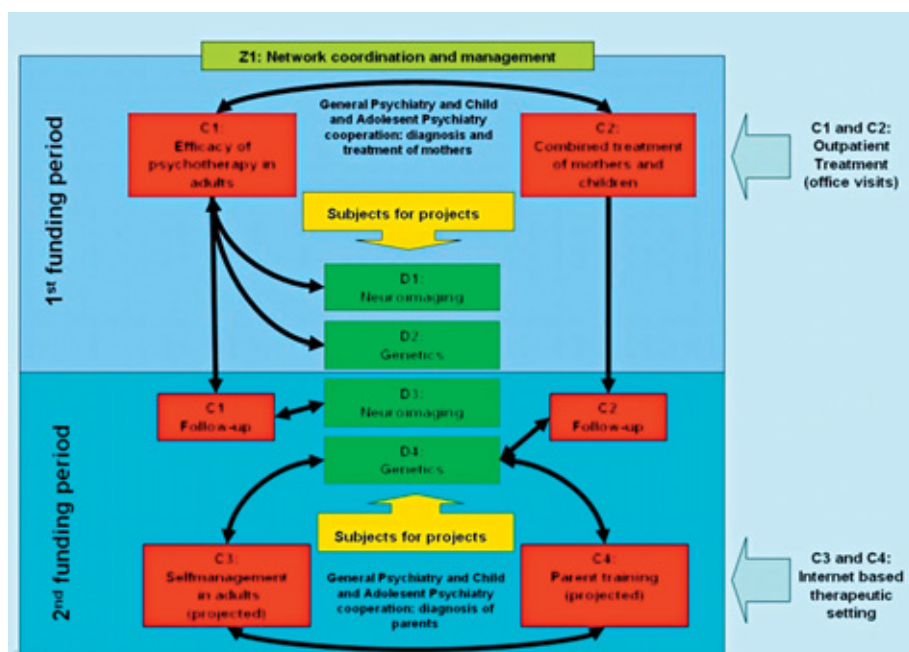 Z1: Network coordination and management
1st funding period
General Psychiatry and Child
and Adolesent Psychiatry
cooperation: diagnosis and
treatment of mothers
C1:
Efficacy of
psychotherapy in
adults
C2:
Combined treatment
of mothers and
children
C1 and C2:
Outpatient
Treatment
(office visits)
Subjects for projects
D1:
Neuroimaging
D2:
Genetics
2nd funding period
C1
Follow-up
D3:
Neuroimaging
C2
Follow-up
D4:
Genetics
Subjects for projects
C3:
Selfmanagement
in adults
(projected)
General Psychiatry and Child
and Adolesent Psychiatry
cooperation: diagnosis of
parents
C4:
Parent training
(projected)
C3 and C4:
Internet based
therapeutic
setting